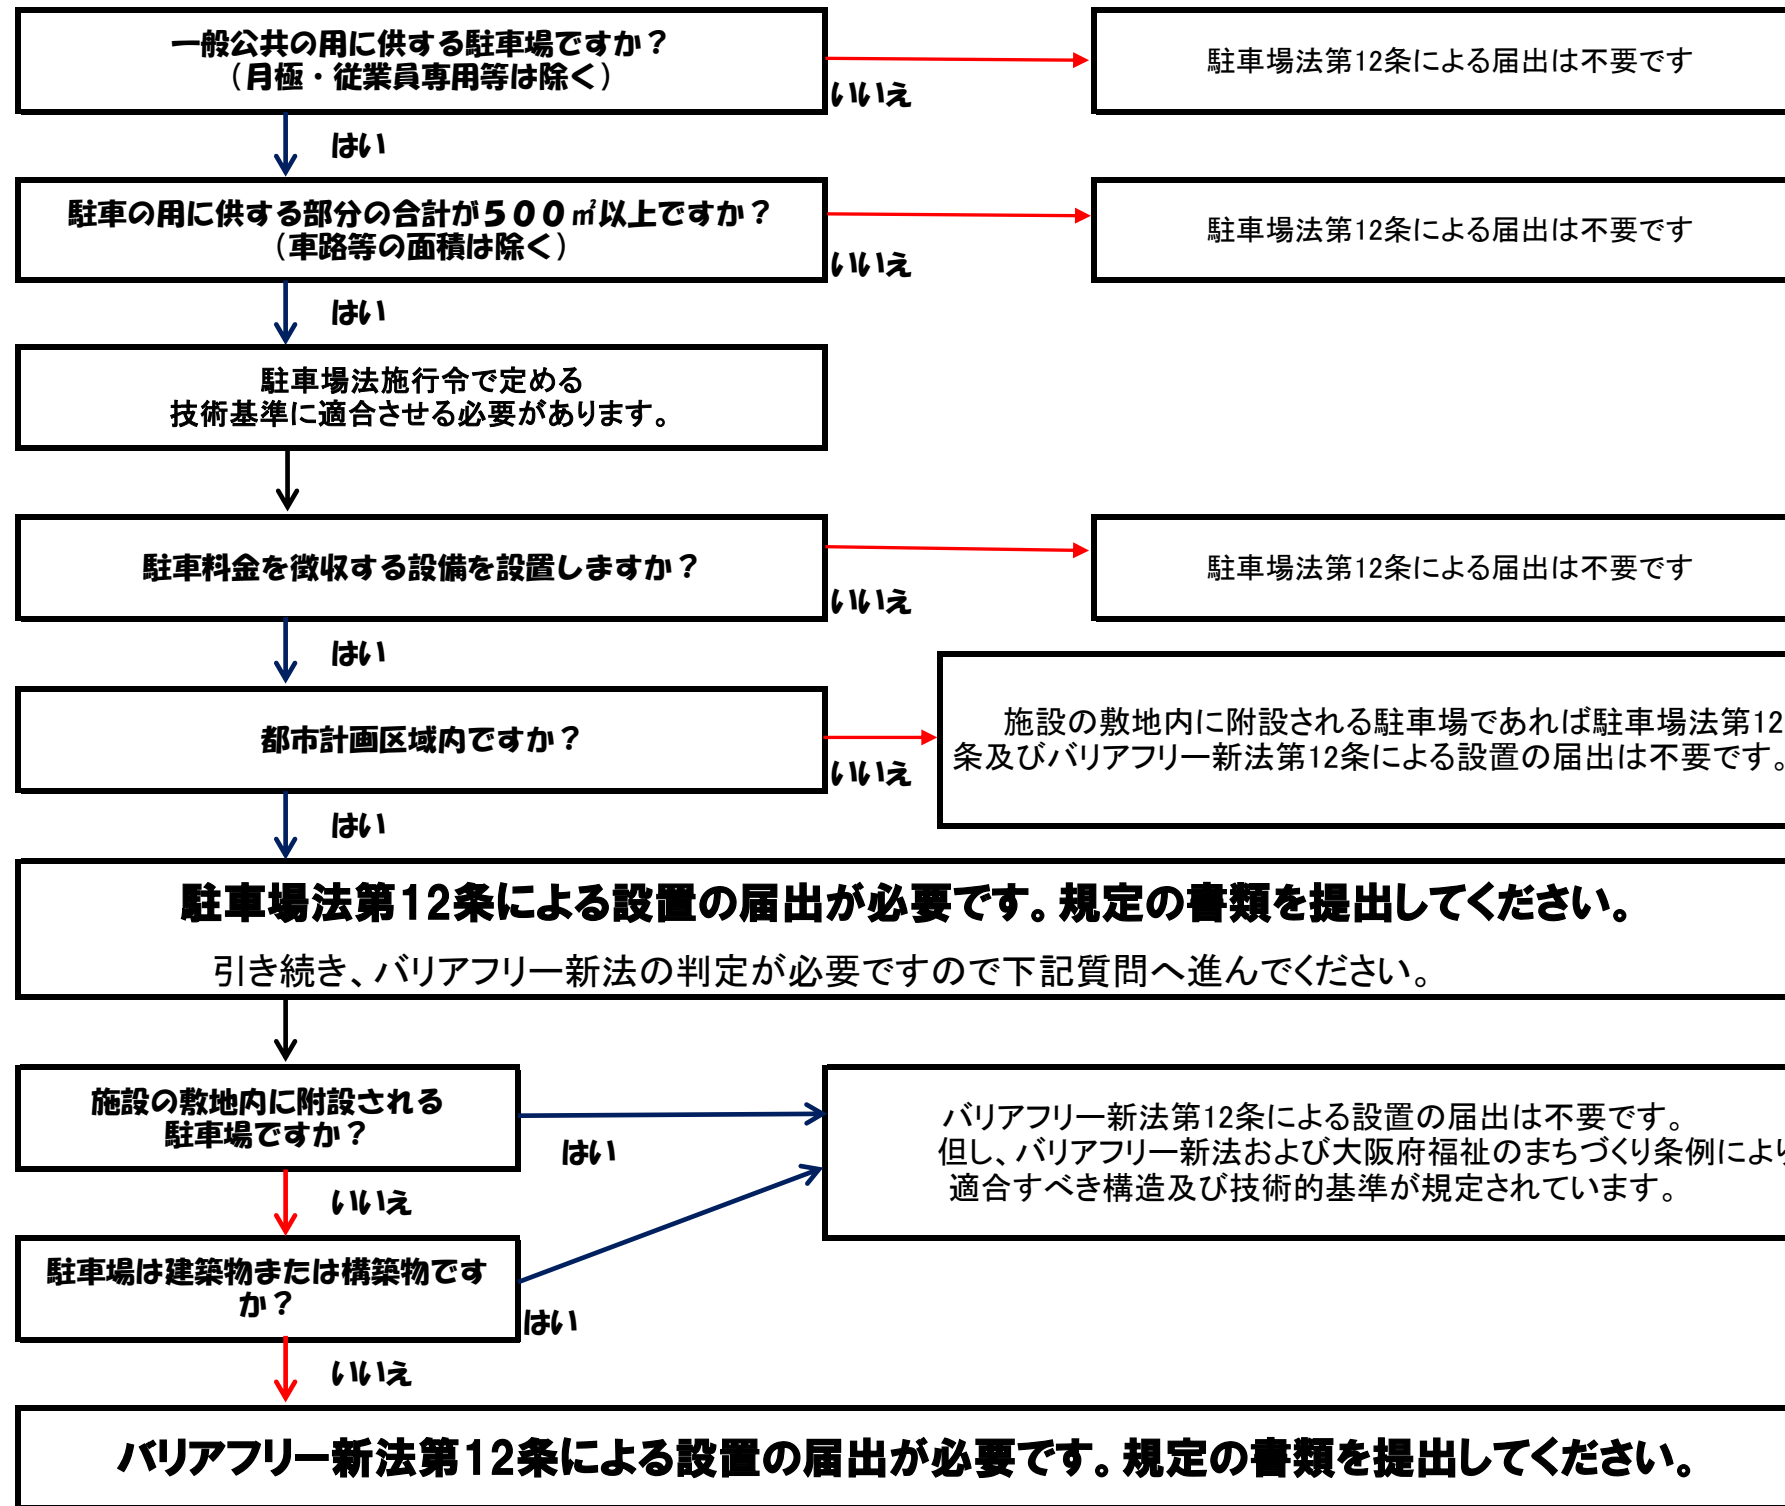 一般公共の用に供する駐車場ですか？
（月極・従業員専用等は除く）
いいえ
駐車場法第12条による届出は不要です
はい
駐車の用に供する部分の合計が５００㎡以上ですか？
（車路等の面積は除く）
いいえ
駐車場法第12条による届出は不要です
はい
駐車場法施行令で定める
技術基準に適合させる必要があります。
駐車料金を徴収する設備を設置しますか？
いいえ
駐車場法第12条による届出は不要です
はい
都市計画区域内ですか？
いいえ
施設の敷地内に附設される駐車場であれば駐車場法第12
条及びバリアフリー新法第12条による設置の届出は不要です。
はい
駐車場法第12条による設置の届出が必要です。規定の書類を提出してください。
引き続き、バリアフリー新法の判定が必要ですので下記質問へ進んでください。
施設の敷地内に附設される
駐車場ですか？
はい
バリアフリー新法第12条による設置の届出は不要です。
但し、バリアフリー新法および大阪府福祉のまちづくり条例により
適合すべき構造及び技術的基準が規定されています。
いいえ
駐車場は建築物または構築物です
か？
はい
いいえ
バリアフリー新法第12条による設置の届出が必要です。規定の書類を提出してください。